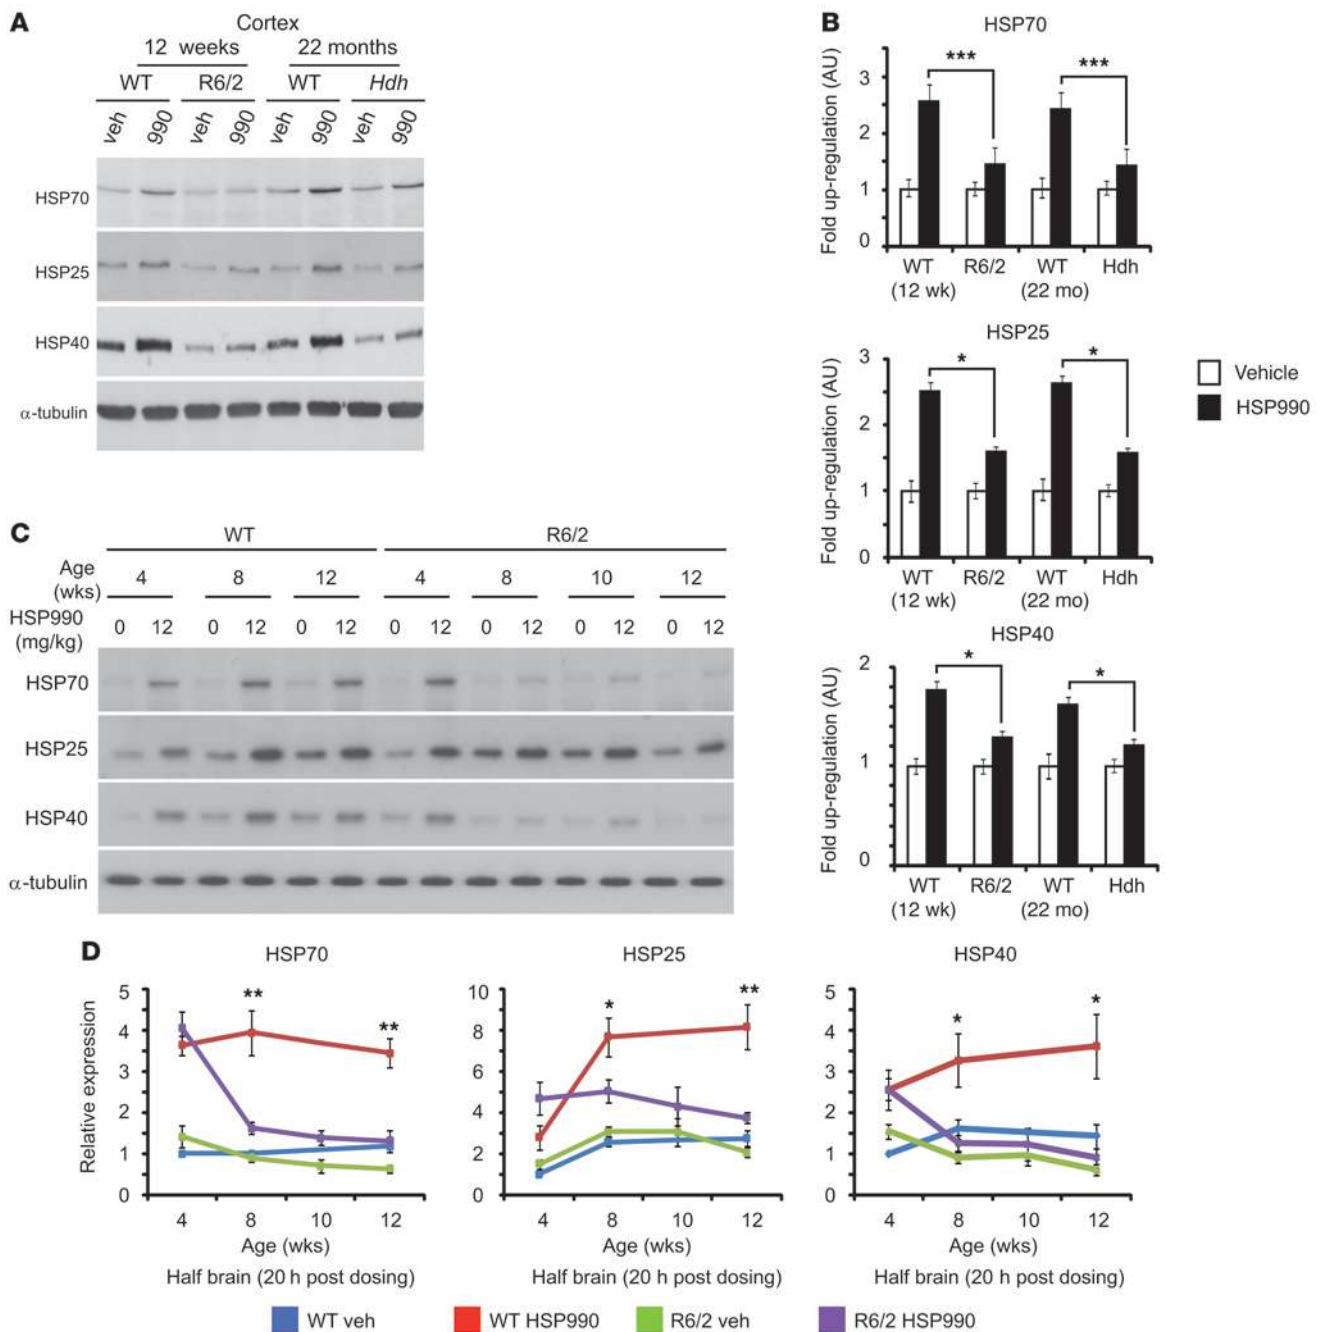 A
Cortex
12 weeks 22 months
WT R6/2 WT Hdh
veh 990 veh 990 veh 990 veh 990
HSP70
HSP25
HSP40
α-tubulin
B
HSP70
Fold up-regulation (AU)
3
2
1
0
*** ***
WT R6/2 WT Hdh
(12 wk) (22 mo)
HSP25
Fold up-regulation (AU)
3
2
1
0
* *
WT R6/2 WT Hdh
(12 wk) (22 mo)
Vehicle
HSP990
HSP40
Fold up-regulation (AU)
2
1
0
* *
WT R6/2 WT Hdh
(12 wk) (22 mo)
C
WT R6/2
Age (wks) 4 8 12 4 8 10 12
HSP990 (mg/kg) 0 12 0 12 0 12 0 12 0 12 0 12 0 12
HSP70
HSP25
HSP40
α-tubulin
D
HSP70
Relative expression
5
4
3
2
1
0
** **
4 8 10 12
Age (wks)
Half brain (20 h post dosing)
HSP25
10
8
6
4
2
0
* **
4 8 10 12
Age (wks)
Half brain (20 h post dosing)
HSP40
5
4
3
2
1
0
* *
4 8 10 12
Age (wks)
Half brain (20 h post dosing)
WT veh WT HSP990 R6/2 veh R6/2 HSP990